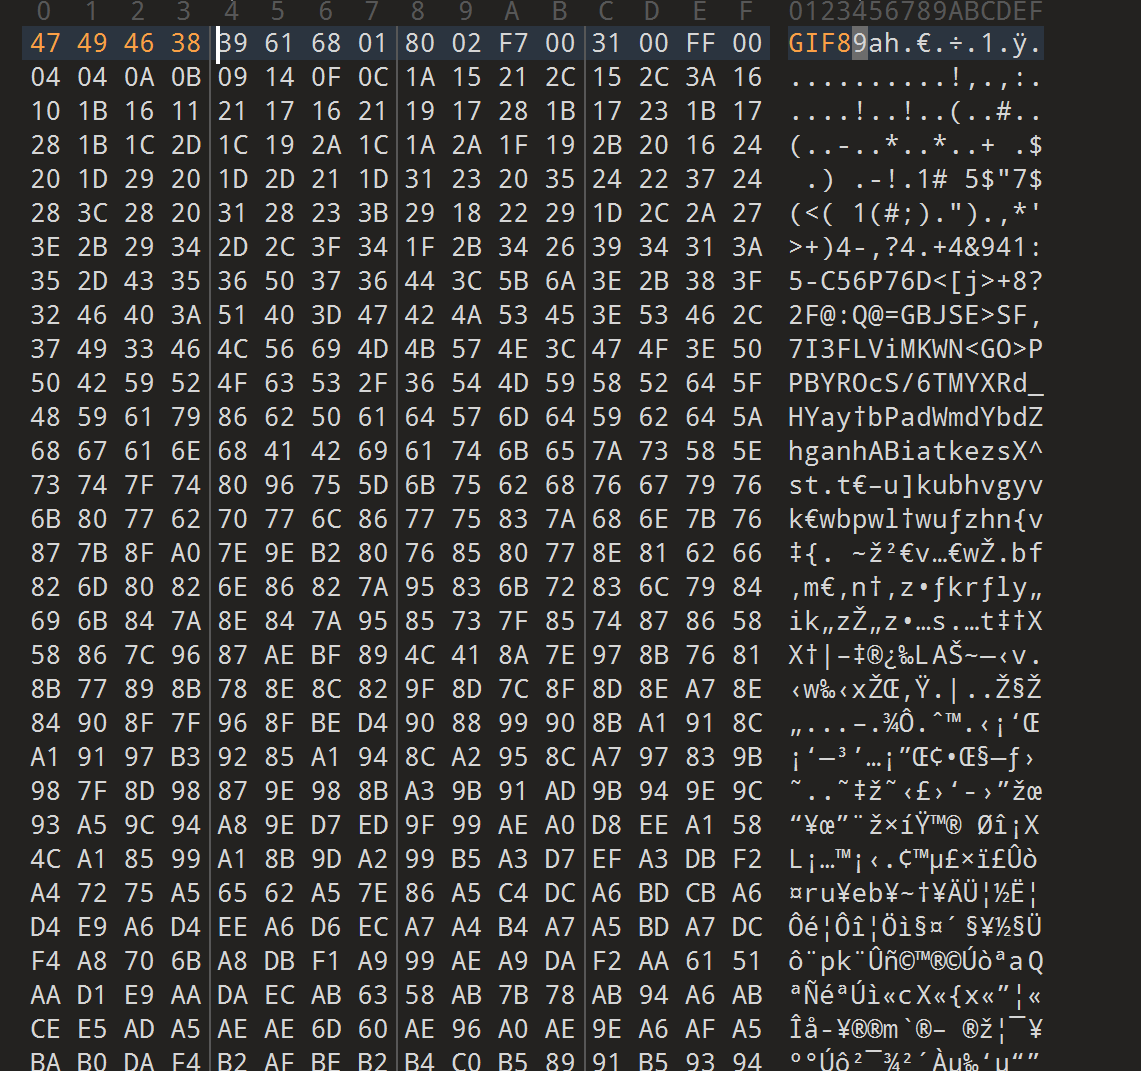 0 1 2 3 4 5 6 7 8 9 A B C D E F 0123456789ABCDEF
47 49 46 38 39 61 68 01 80 02 F7 00 31 00 FF 00 GIF89ah.€.÷.1.ÿ.
04 04 0A 0B 09 14 0F 0C 1A 15 21 2C 15 2C 3A 16 ..........!,.,:.
10 1B 16 11 21 17 16 21 19 17 28 1B 17 23 1B 17 ....!..!..(..#..
28 1B 1C 2D 1C 19 2A 1C 1A 2A 1F 19 2B 20 16 24 (..-..*..*..+ .$
20 1D 29 20 1D 2D 21 1D 31 23 20 35 24 22 37 24  .) .-!.1# 5$"7$
28 3C 28 20 31 28 23 3B 29 18 22 29 1D 2C 2A 27 (<( 1(#;).").,*'
3E 2B 29 34 2D 2C 3F 34 1F 2B 34 26 39 34 31 3A >+)4-,?4.+4&941:
35 2D 43 35 36 50 37 36 44 3C 5B 6A 3E 2B 38 3F 5-C56P76D<[j>+8?
32 46 40 3A 51 40 3D 47 42 4A 53 45 3E 53 46 2C 2F@:Q@=GBJSE>SF,
37 49 33 46 4C 56 69 4D 4B 57 4E 3C 47 4F 3E 50 7I3FLViMKWN<GO>P
50 42 59 52 4F 63 53 2F 36 54 4D 59 58 52 64 5F PBYROcS/6TMYXRd_
48 59 61 79 86 62 50 61 64 57 6D 64 59 62 64 5A HYay†bPadWmdYbdZ
68 67 61 6E 68 41 42 69 61 74 6B 65 7A 73 58 5E hganhABiatkezsX^
73 74 7F 74 80 96 75 5D 6B 75 62 68 76 67 79 76 st.t€–u]kubhvgyv
6B 80 77 62 70 77 6C 86 77 75 83 7A 68 6E 7B 76 k€wbpwl†wuƒzhn{v
87 7B 8F A0 7E 9E B2 80 76 85 80 77 8E 81 62 66 ‡{. ~ž²€v…€wŽ.bf
82 6D 80 82 6E 86 82 7A 95 83 6B 72 83 6C 79 84 ‚m€‚n†‚z•ƒkrƒly„
69 6B 84 7A 8E 84 7A 95 85 73 7F 85 74 87 86 58 ik„zŽ„z•…s.…t‡†X
58 86 7C 96 87 AE BF 89 4C 41 8A 7E 97 8B 76 81 X†|–‡®¿‰LAŠ~—‹v.
8B 77 89 8B 78 8E 8C 82 9F 8D 7C 8F 8D 8E A7 8E ‹w‰‹xŽŒ‚Ÿ.|..Ž§Ž
84 90 8F 7F 96 8F BE D4 90 88 99 90 8B A1 91 8C „...–.¾Ô.ˆ™.‹¡‘Œ
A1 91 97 B3 92 85 A1 94 8C A2 95 8C A7 97 83 9B ¡‘—³’…¡”Œ¢•Œ§—ƒ›
98 7F 8D 98 87 9E 98 8B A3 9B 91 AD 9B 94 9E 9C ˜..˜‡ž˜‹£›‘-›”žœ
93 A5 9C 94 A8 9E D7 ED 9F 99 AE A0 D8 EE A1 58 “¥œ”¨ž×íŸ™® Øî¡X
4C A1 85 99 A1 8B 9D A2 99 B5 A3 D7 EF A3 DB F2 L¡…™¡‹.¢™µ£×ï£Ûò
A4 72 75 A5 65 62 A5 7E 86 A5 C4 DC A6 BD CB A6 ¤ru¥eb¥~†¥ÄÜ¦½Ë¦
D4 E9 A6 D4 EE A6 D6 EC A7 A4 B4 A7 A5 BD A7 DC Ôé¦Ôî¦Öì§¤´§¥½§Ü
F4 A8 70 6B A8 DB F1 A9 99 AE A9 DA F2 AA 61 51 ô¨pk¨Ûñ©™®©ÚòªaQ
AA D1 E9 AA DA EC AB 63 58 AB 7B 78 AB 94 A6 AB ªÑéªÚì«cX«{x«”¦«
CE E5 AD A5 AE AE 6D 60 AE 96 A0 AE 9E A6 AF A5 Îå-¥®®m`®– ®ž¦¯¥
BA B0 DA F4 B2 AF BE B2 B4 C0 B5 89 91 B5 93 94 º°Úô²¯¾²´Àµ‰‘µ“”